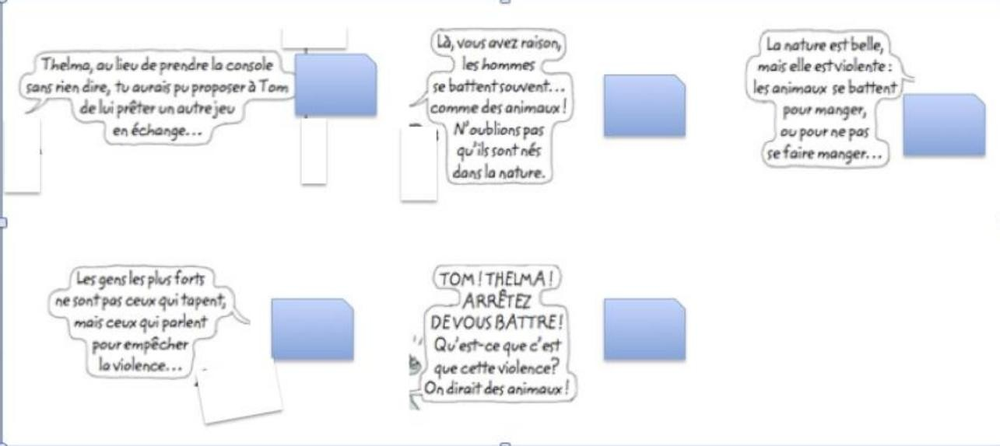 Thelma, au lieu de prendre la console
sans rien dire, tu aurais pu proposer à Tom
de lui prêter un autre jeu
en échange...
Là, vous avez raison,
les hommes
se battent souvent...
comme des animaux !
N'oublions pas
qu'ils sont nés
dans la nature.
La nature est belle,
mais elle est violente :
les animaux se battent
pour manger,
ou pour ne pas
se faire manger...
Les gens les plus forts
ne sont pas ceux qui tapent,
mais ceux qui parlent
pour empêcher
la violence...
TOM ! THELMA !
ARRÊTEZ
DE VOUS BATTRE !
Qu'est-ce que c'est
que cette violence ?
On dirait des animaux !